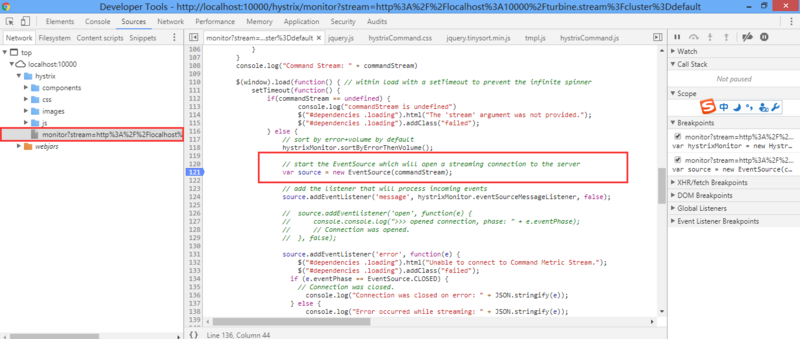 Developer Tools - http://localhost:10000/hystrix/monitor?stream=http%3A%2F%2Flocalhost%3A10000%2Fturbine.stream%3Fcluster%3Ddefault
Elements Console Sources Network Timeline Profiles Application Security Audits
Network Filesystem Content scripts Snippets
top
localhost:10000
hystrix
components
css
images
js
monitor?stream=http%3A%2F%2Flocalhost%
webjars
monitor?stream=...ster%3Ddefault × jquery.js hystrixCommand.css jquery.tinysort.min.js tmpl.js hystrixCommand.js
106 }
107 }
108 console.log("Command Stream: " + commandStream)
109
110 $(window).load(function() { // within load with a setTimeout to prevent the infinite spinner
111 setTimeout(function() {
112 if(commandStream == undefined) {
113 console.log("commandStream is undefined")
114 $("#dependencies .loading").html("The 'stream' argument was not provided.");
115 $("#dependencies .loading").addClass("failed");
116 } else {
117 // sort by error+volume by default
118 hystrixMonitor.sortByErrorThenVolume();
119
120 // start the EventSource which will open a streaming connection to the server
121 var source = new EventSource(commandStream);
122
123 // add the listener that will process incoming events
124 source.addEventListener('message', hystrixMonitor.eventSourceMessageListener, false);
125
126 // source.addEventListener('open', function(e) {
127 // console.console.log(">>> opened connection, phase: " + e.eventPhase);
128 // // Connection was opened.
129 // }, false);
130
131 source.addEventListener('error', function(e) {
132 $("#dependencies .loading").html("Unable to connect to Command Metric Stream.");
133 $("#dependencies .loading").addClass("failed");
134 if (e.eventPhase == EventSource.CLOSED) {
135 // Connection was closed.
136 console.log("Connection was closed on error: " + JSON.stringify(e));
137 } else {
138 console.log("Error occurred while streaming: " + JSON.stringify(e));
139
{} Line 136, Column 44
Watch
Call Stack
Not paused
Scope
中
Breakpoints
monitor?stream=http%3A%2F%2...
var hystrixMonitor = new Hystr...
monitor?stream=http%3A%2F%2...
var source = new EventSource(c...
XHR/fetch Breakpoints
DOM Breakpoints
Global Listeners
Event Listener Breakpoints